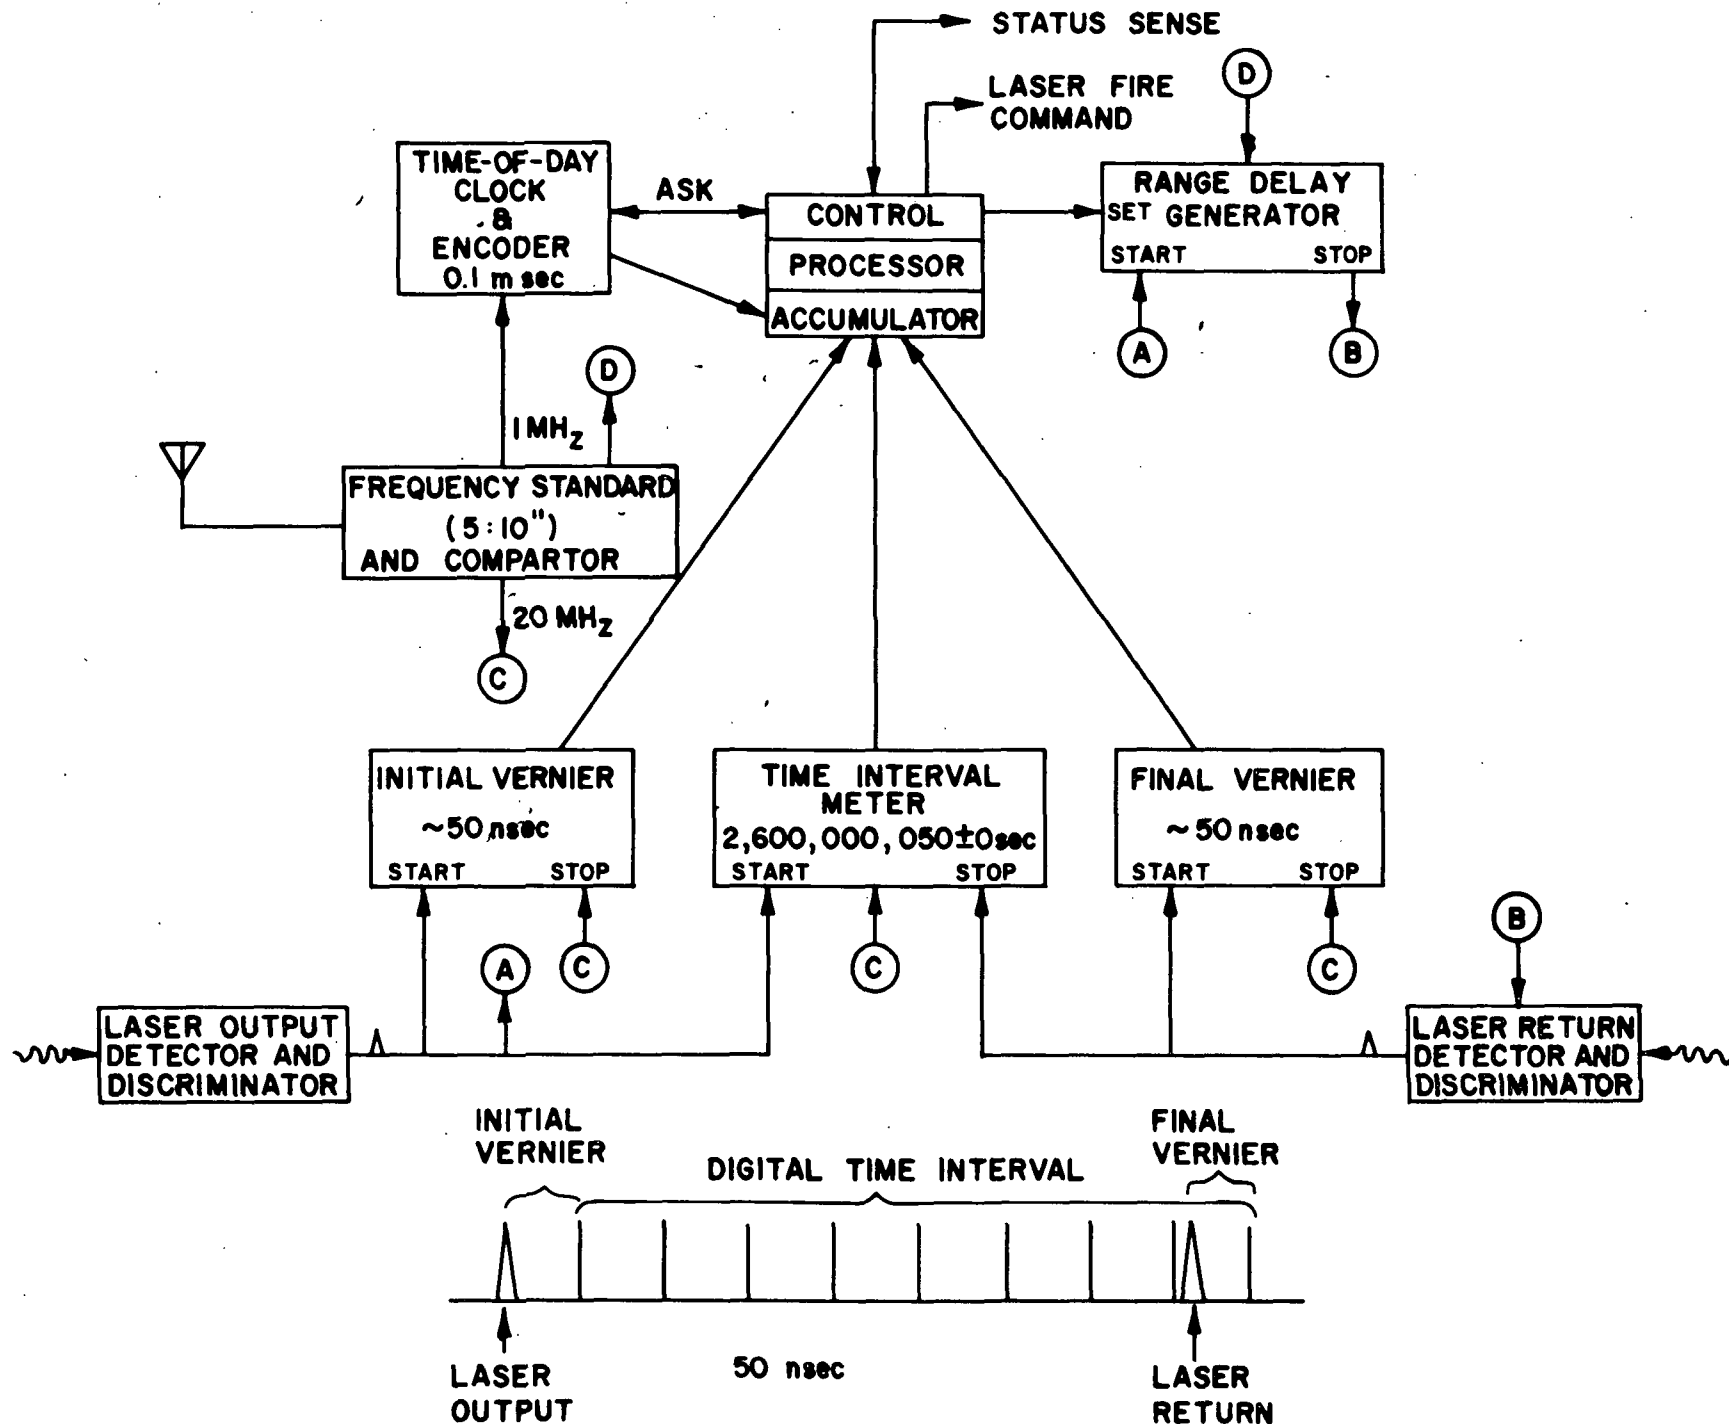 STATUS SENSE
LASER FIRE
COMMAND
D
TIME-OF-DAY
CLOCK
&
ENCODER
0.1 m sec
ASK
CONTROL
PROCESSOR
ACCUMULATOR
RANGE DELAY
SET GENERATOR
START STOP
A
B
D
1 MHz
FREQUENCY STANDARD
(5:10")
AND COMPARTOR
20 MHz
C
INITIAL VERNIER
~50 nsec
START STOP
TIME INTERVAL
METER
2,600,000,050±0sec
START STOP
FINAL VERNIER
~50 nsec
START STOP
A
C
C
C
B
LASER OUTPUT
DETECTOR AND
DISCRIMINATOR
LASER RETURN
DETECTOR AND
DISCRIMINATOR
INITIAL
VERNIER
DIGITAL TIME INTERVAL
FINAL
VERNIER
50 nsec
LASER
OUTPUT
LASER
RETURN